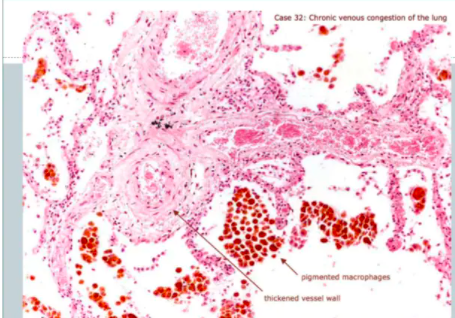 Case 32: Chronic venous congestion of the lung
pigmented macrophages
thickened vessel wall